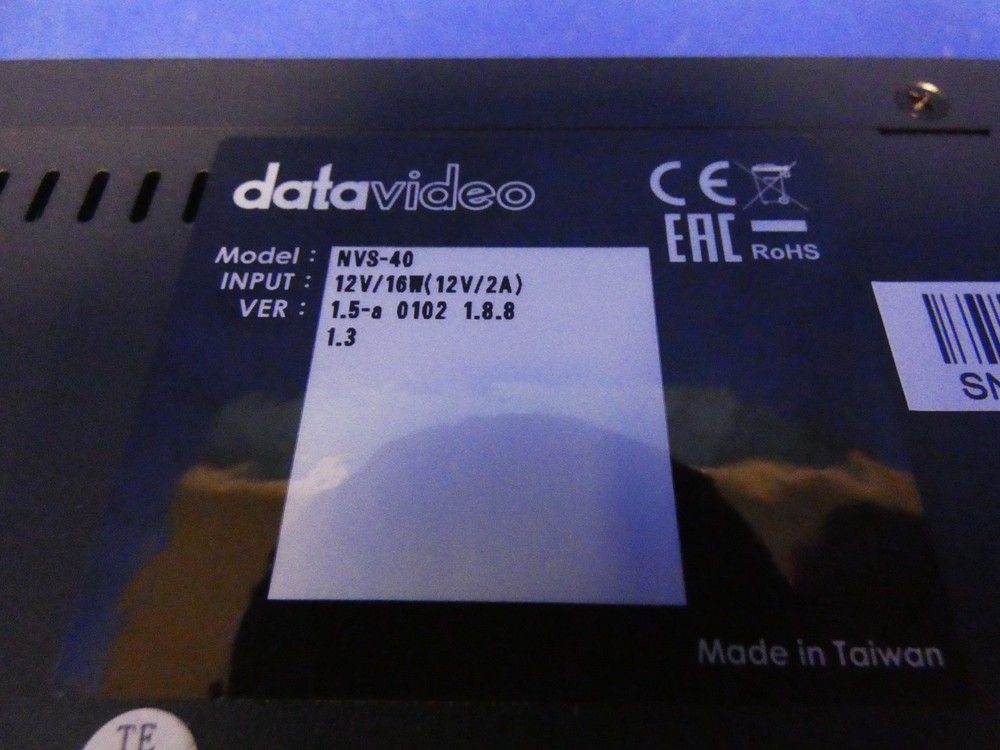 datavideo
CE
EAC
RoHS
Model : NVS-40
INPUT : 12V/16W(12V/2A)
VER : 1.5-a 0102 1.8.8
1.3
SN
Made in Taiwan
TE